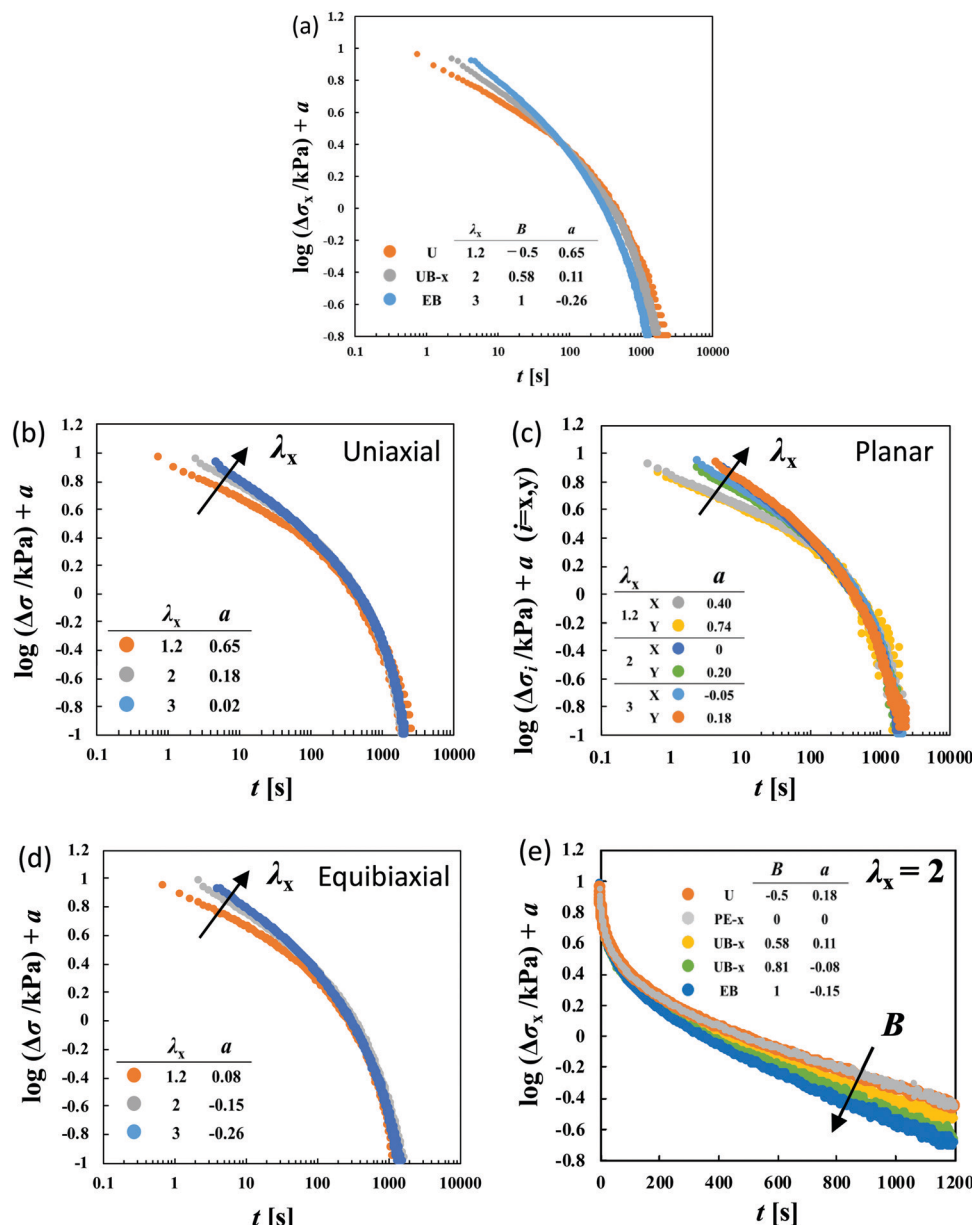 (a)
log (Δσx /kPa) + a
1.2
1
0.8
0.6
0.4
0.2
0
-0.2
-0.4
-0.6
-0.8
λx B a
U 1.2 −0.5 0.65
UB-x 2 0.58 0.11
EB 3 1 -0.26
0.1 1 10 100 1000 10000
t [s]
(b)
log (Δσ /kPa) + a
1.2
1
0.8
0.6
0.4
0.2
0
-0.2
-0.4
-0.6
-0.8
-1
λx Uniaxial
λx a
1.2 0.65
2 0.18
3 0.02
0.1 1 10 100 1000 10000
t [s]
(c)
log (Δσi /kPa) + a (i=x,y)
1.2
1
0.8
0.6
0.4
0.2
0
-0.2
-0.4
-0.6
-0.8
-1
λx Planar
λx a
1.2 X 0.40
Y 0.74
2 X 0
Y 0.20
3 X -0.05
Y 0.18
0.1 1 10 100 1000 10000
t [s]
(d)
log (Δσ /kPa) + a
1.2
1
0.8
0.6
0.4
0.2
0
-0.2
-0.4
-0.6
-0.8
-1
λx Equibiaxial
λx a
1.2 0.08
2 -0.15
3 -0.26
0.1 1 10 100 1000 10000
t [s]
(e)
log (Δσx /kPa) + a
1.2
1
0.8
0.6
0.4
0.2
0
-0.2
-0.4
-0.6
-0.8
λx = 2
B a
U -0.5 0.18
PE-x 0 0
UB-x 0.58 0.11
UB-x 0.81 -0.08
EB 1 -0.15
B
0 200 400 600 800 1000 1200
t [s]